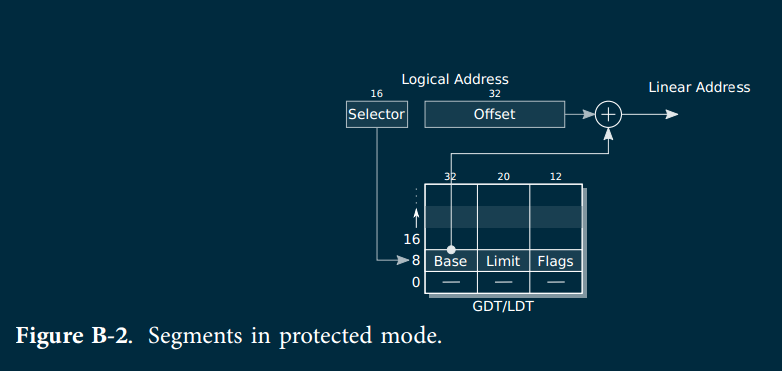 Logical Address
Linear Address
16 32
Selector Offset
32 20 12
16
8 Base Limit Flags
0
GDT/LDT
Figure B-2. Segments in protected mode.